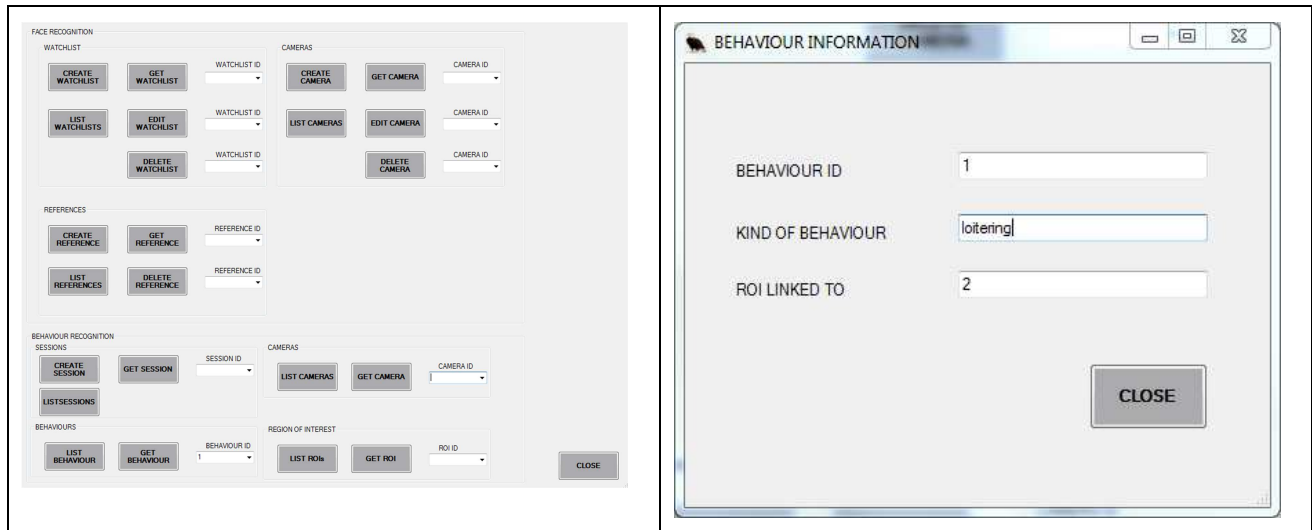 FACE RECOGNITION
WATCHLIST
CREATE
WATCHLIST
GET
WATCHLIST
WATCHLIST ID
LIST
WATCHLISTS
EDIT
WATCHLIST
WATCHLIST ID
DELETE
WATCHLIST
WATCHLIST ID
CAMERAS
CREATE
CAMERA
GET CAMERA
CAMERA ID
LIST CAMERAS
EDIT CAMERA
CAMERA ID
DELETE
CAMERA
CAMERA ID
REFERENCES
CREATE
REFERENCE
GET
REFERENCE
REFERENCE ID
LIST
REFERENCES
DELETE
REFERENCE
REFERENCE ID
BEHAVIOUR RECOGNITION
SESSIONS
CREATE
SESSION
GET SESSION
SESSION ID
LISTSESSIONS
CAMERAS
LIST CAMERAS
GET CAMERA
CAMERA ID
BEHAVIOURS
LIST
BEHAVIOUR
GET
BEHAVIOUR
BEHAVIOUR ID
1
REGION OF INTEREST
LIST ROIs
GET ROI
ROI ID
CLOSE
BEHAVIOUR INFORMATION
BEHAVIOUR ID
1
KIND OF BEHAVIOUR
loitering
ROI LINKED TO
2
CLOSE